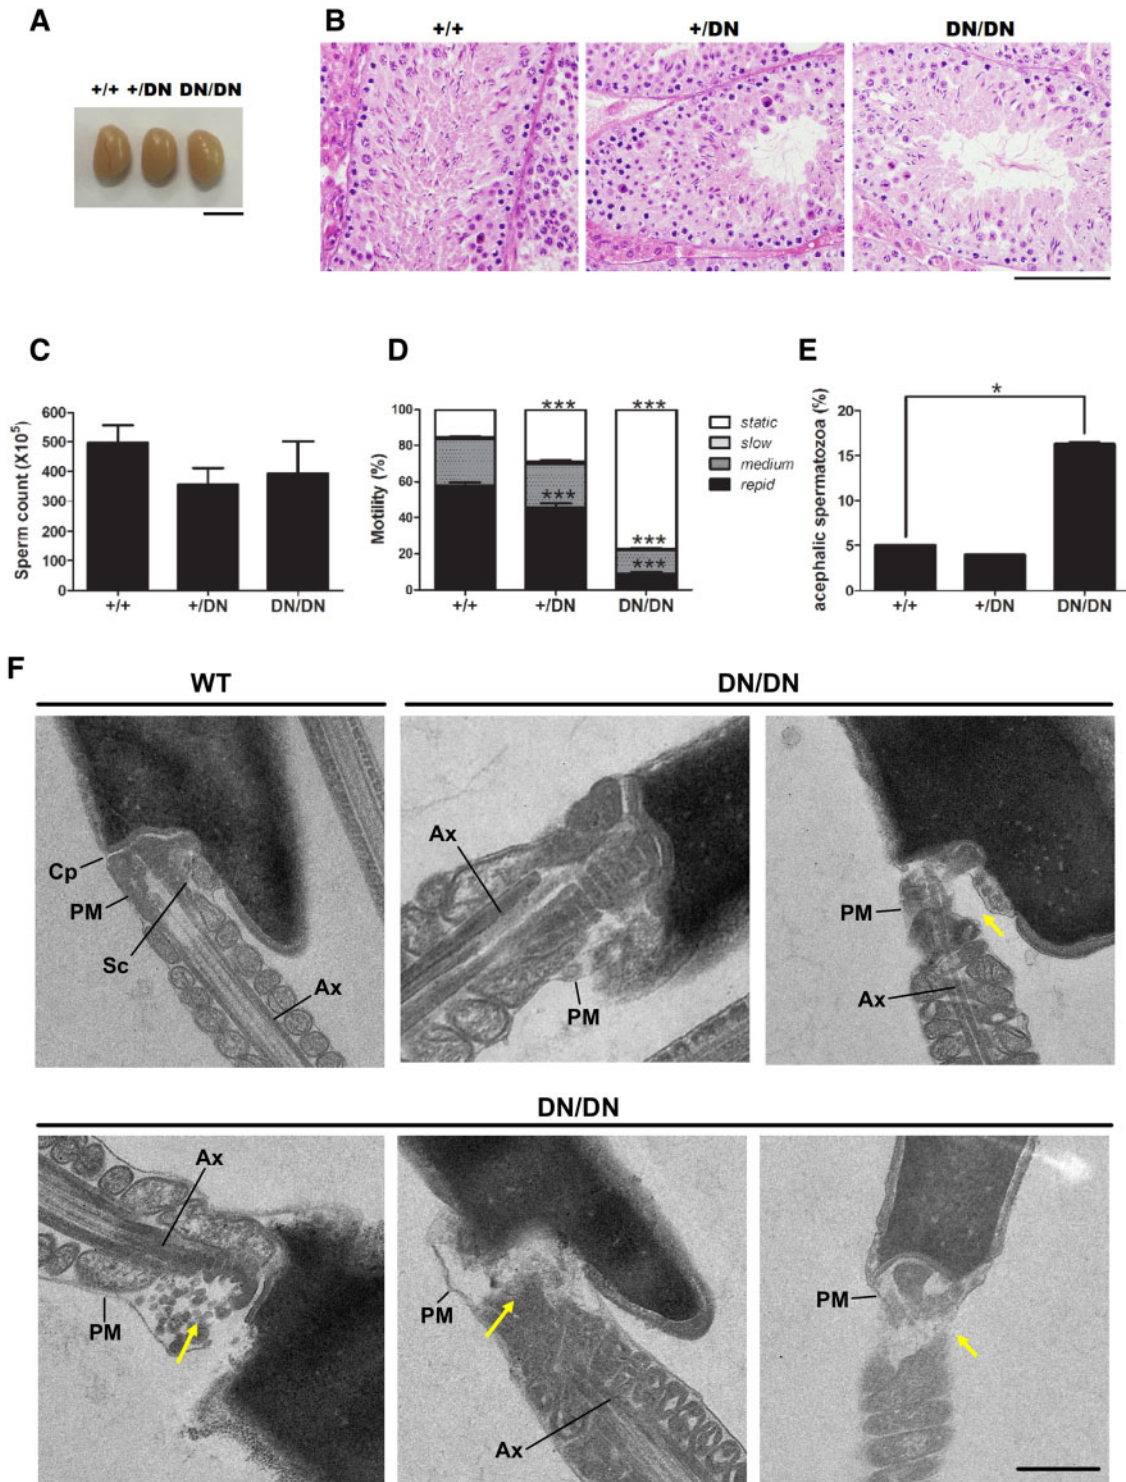 A
+/+ +/DN DN/DN
B
+/+ +/DN DN/DN
C
Sperm count (X10⁵)
600
500
400
300
200
100
0
+/+ +/DN DN/DN
D
Motility (%)
100
80
60
40
20
0
*** ***
***
***
***
+/+ +/DN DN/DN
static
slow
medium
repid
E
acephalic spermatozoa (%)
20
15
10
5
0
*
+/+ +/DN DN/DN
F
WT DN/DN
Cp
PM
Sc
Ax
Ax
PM
PM
Ax
DN/DN
Ax
PM
PM
Ax
PM